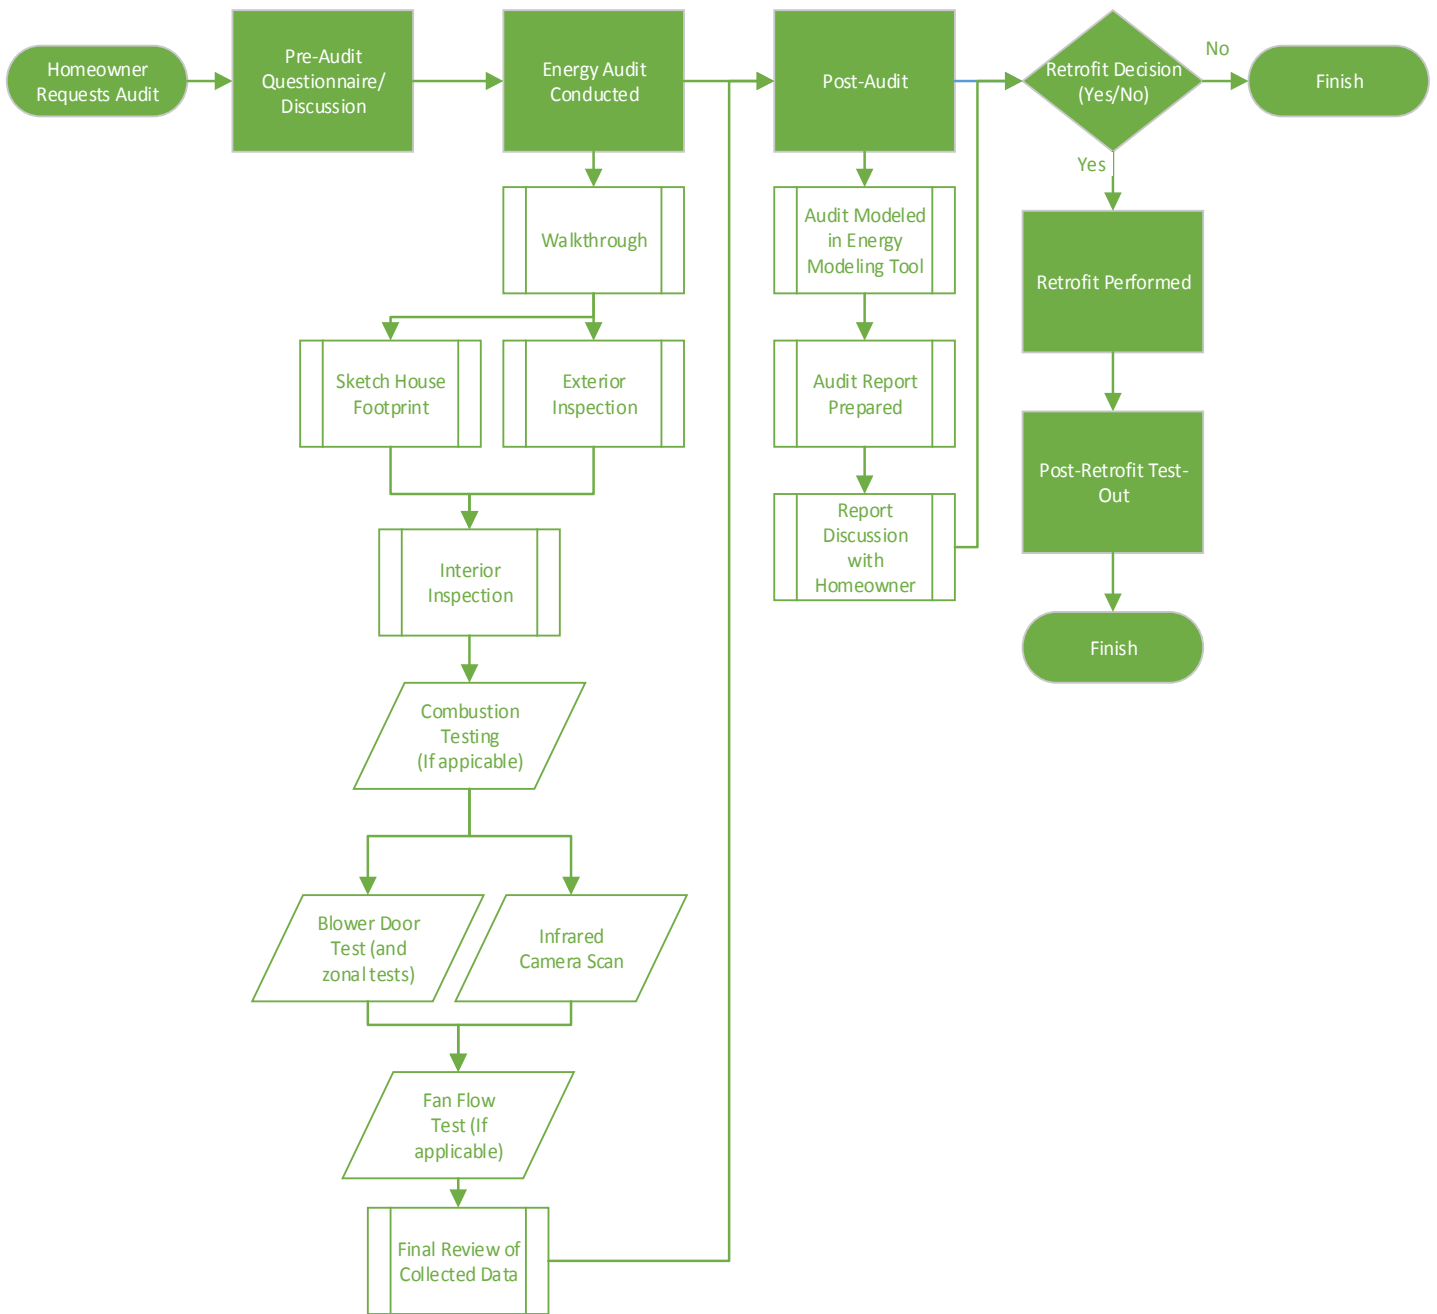 Homeowner
Requests Audit
Pre-Audit
Questionnaire/
Discussion
Energy Audit
Conducted
Post-Audit
Retrofit Decision
(Yes/No)
No
Finish
Yes
Walkthrough
Sketch House
Footprint
Exterior
Inspection
Interior
Inspection
Combustion
Testing
(If appicable)
Blower Door
Test (and
zonal tests)
Infrared
Camera Scan
Fan Flow
Test (If
applicable)
Final Review of
Collected Data
Audit Modeled
in Energy
Modeling Tool
Audit Report
Prepared
Report
Discussion
with
Homeowner
Retrofit Performed
Post-Retrofit Test-
Out
Finish